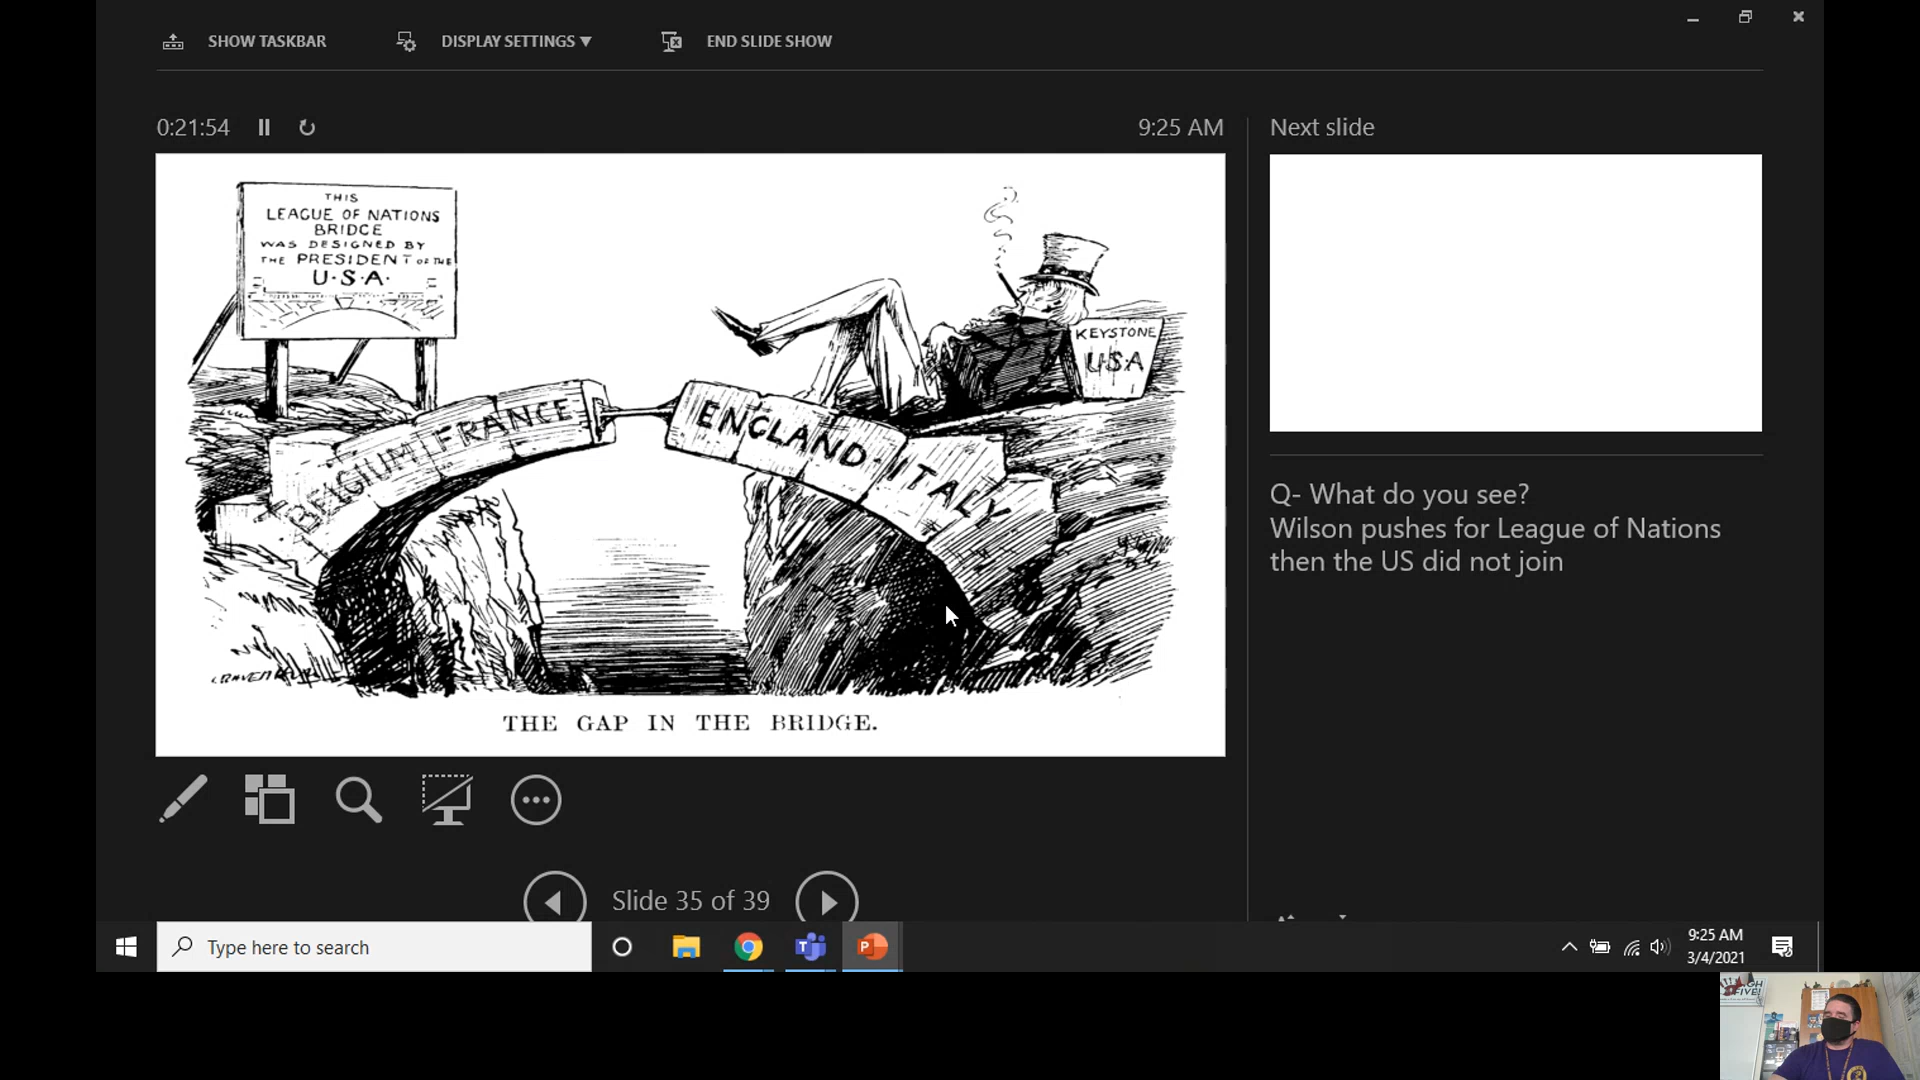 SHOW TASKBAR
DISPLAY SETTINGS ▼
END SLIDE SHOW
0:21:54
9:25 AM
Next slide
THIS
LEAGUE OF NATIONS
BRIDGE
WAS DESIGNED BY
THE PRESIDENT OF THE
U.S.A.
KEYSTONE
U.S.A
BELGIUM
FRANCE
ENGLAND
ITALY
THE GAP IN THE BRIDGE.
Q- What do you see?
Wilson pushes for League of Nations
then the US did not join
Slide 35 of 39
Type here to search
9:25 AM
3/4/2021
FIVE!